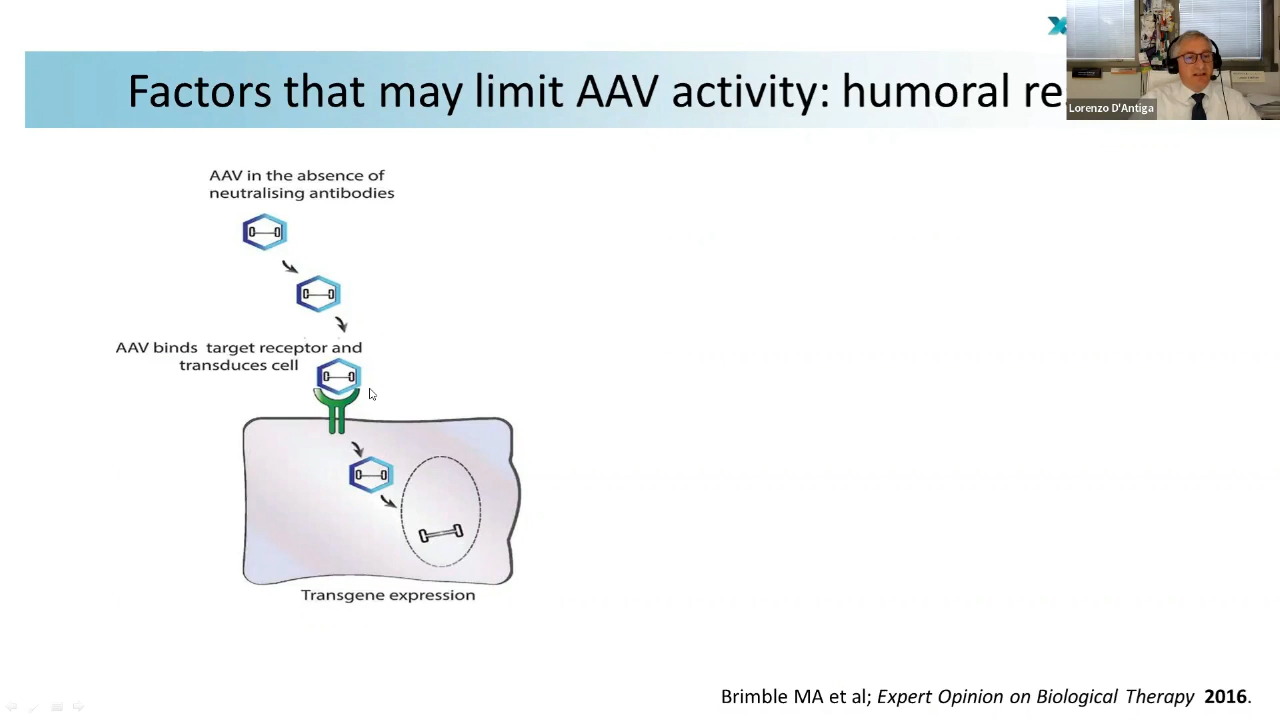 Factors that may limit AAV activity: humoral re
Lorenzo D'Antiga
AAV in the absence of
neutralising antibodies
AAV binds target receptor and
transduces cell
Transgene expression
Brimble MA et al; Expert Opinion on Biological Therapy 2016.